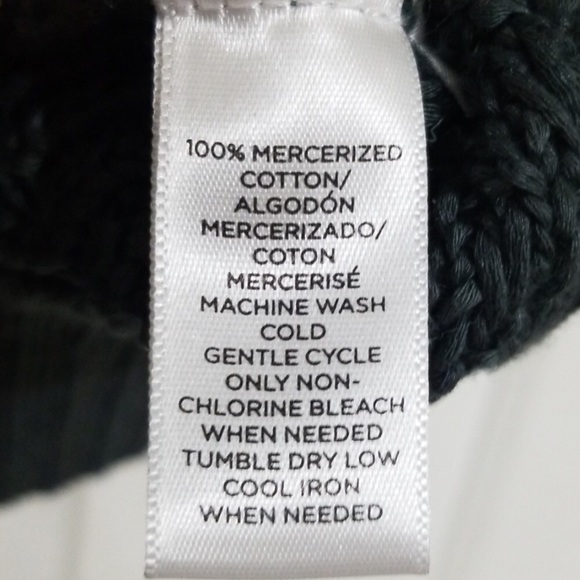 100% MERCERIZED
COTTON/
ALGODÓN
MERCERIZADO/
COTON
MERCERISÉ
MACHINE WASH
COLD
GENTLE CYCLE
ONLY NON-
CHLORINE BLEACH
WHEN NEEDED
TUMBLE DRY LOW
COOL IRON
WHEN NEEDED